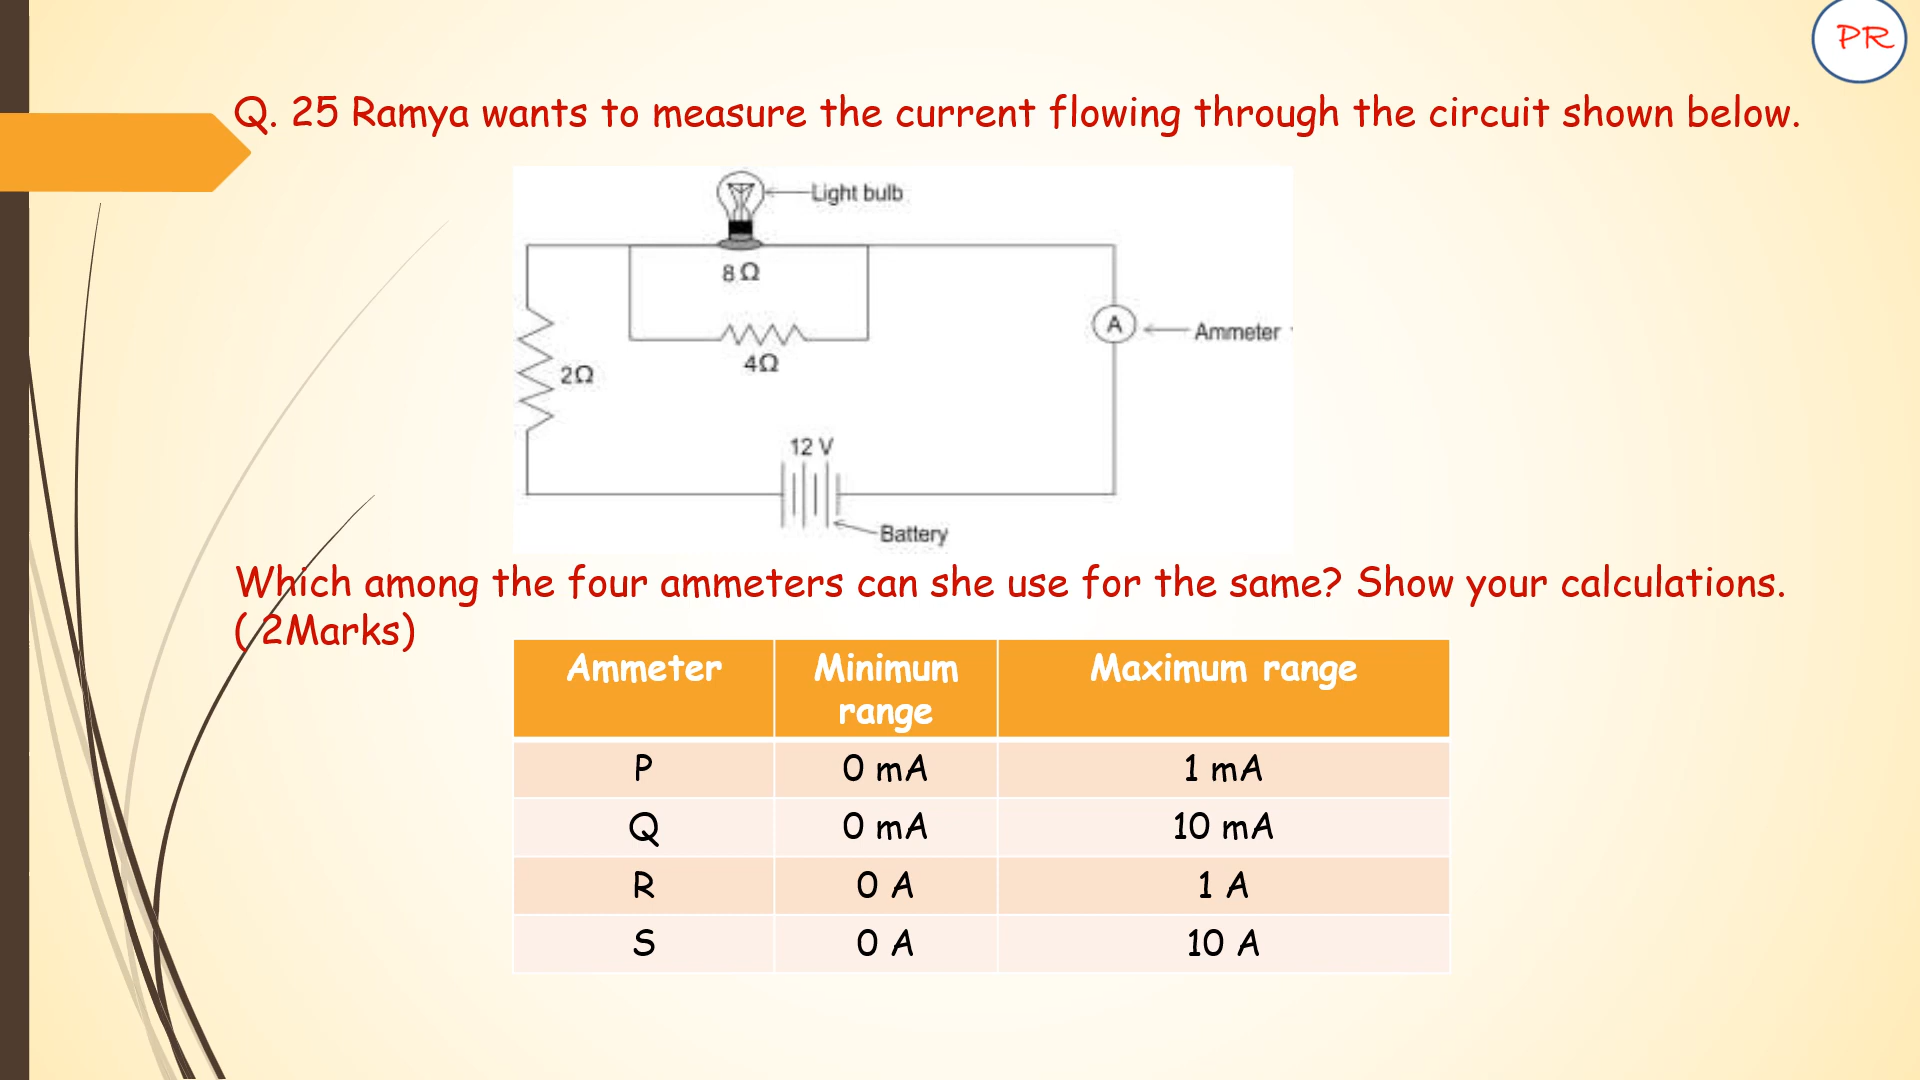 PR
Q. 25 Ramya wants to measure the current flowing through the circuit shown below.
Light bulb
8 Ω
4Ω
2Ω
A
Ammeter
12 V
Battery
Which among the four ammeters can she use for the same? Show your calculations.
( 2Marks)
Ammeter Minimum range Maximum range
P 0 mA 1 mA
Q 0 mA 10 mA
R 0 A 1 A
S 0 A 10 A